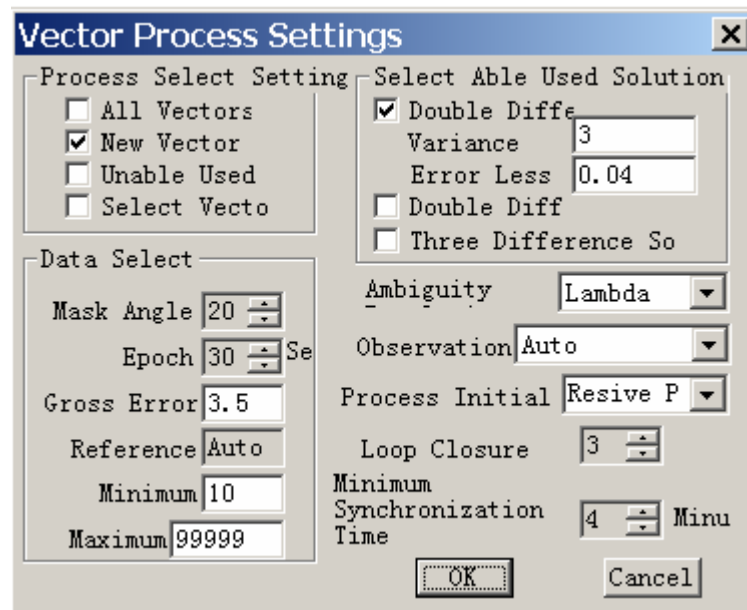 Vector Process Settings
Process Select Setting
All Vectors
New Vector
Unable Used
Select Vecto
Select Able Used Solution
Double Diffe
Variance 3
Error Less 0.04
Double Diff
Three Difference So
Data Select
Mask Angle 20
Epoch 30 Se
Gross Error 3.5
Reference Auto
Minimum 10
Maximum 99999
Ambiguity Lambda
Observation Auto
Process Initial Resive P
Loop Closure 3
Minimum
Synchronization
Time 4 Minu
OK Cancel